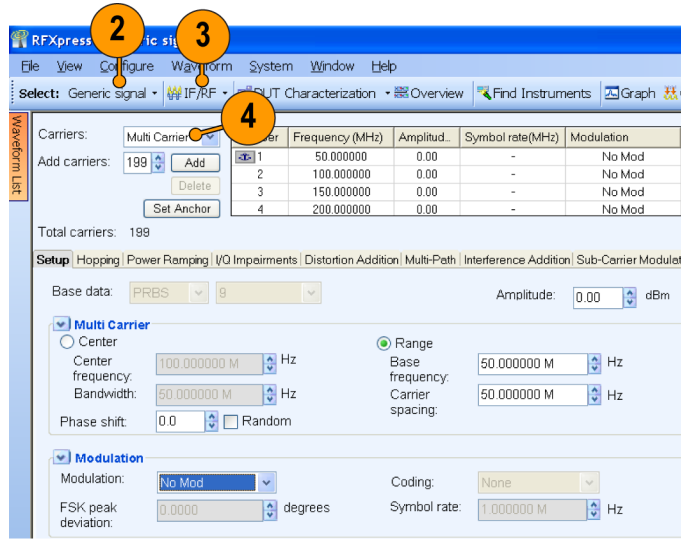 2
3
RFXpress ic sig
File View Configure Waveform System Window Help
Select: Generic signal IF/RF DUT Characterization Overview Find Instruments Graph
4
Waveform List
Carriers: Multi Carrier Frequency (MHz) Amplitud... Symbol rate(MHz) Modulation
Add carriers: 199 Add
1 50.000000 0.00 - No Mod
2 100.000000 0.00 - No Mod
Delete
3 150.000000 0.00 - No Mod
Set Anchor
4 200.000000 0.00 - No Mod
Total carriers: 199
Setup Hopping Power Ramping I/Q Impairments Distortion Addition Multi-Path Interference Addition Sub-Carrier Modulat
Base data: PRBS 9 Amplitude: 0.00 dBm
Multi Carrier
Center Range
Center frequency: 100.000000 M Hz Base frequency: 50.000000 M Hz
Bandwidth: 50.000000 M Hz Carrier spacing: 50.000000 M Hz
Phase shift: 0.0 Random
Modulation
Modulation: No Mod Coding: None
FSK peak deviation: 0.0000 degrees Symbol rate: 1.000000 M Hz